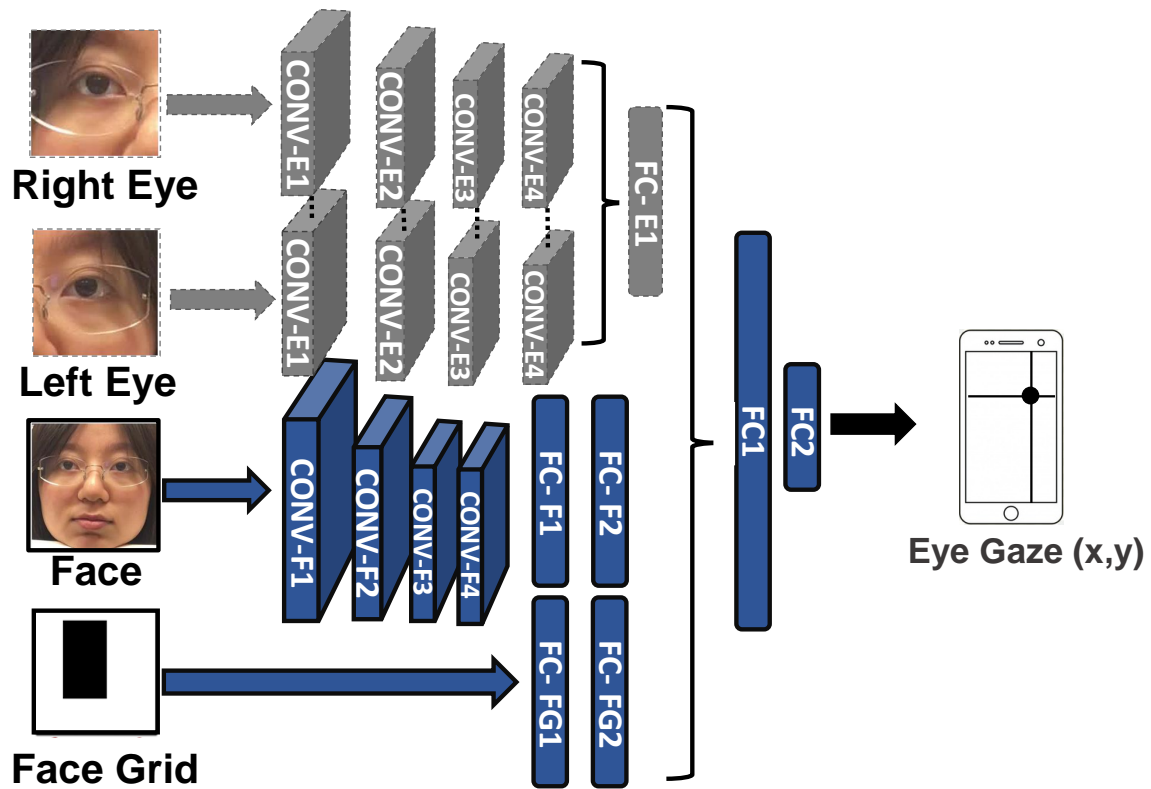 Right Eye
CONV-E1
CONV-E2
CONV-E3
CONV-E4
Left Eye
CONV-E1
CONV-E2
CONV-E3
CONV-E4
FC- E1
Face
CONV-F1
CONV-F2
CONV-F3
CONV-F4
FC- F1
FC- F2
Face Grid
FC- FG1
FC- FG2
FC1
FC2
Eye Gaze (x,y)